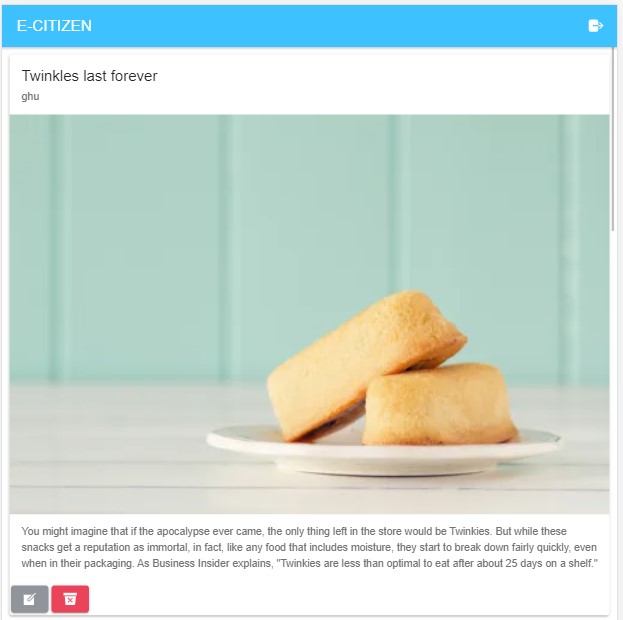 E-CITIZEN
Twinkles last forever
ghu
You might imagine that if the apocalypse ever came, the only thing left in the store would be Twinkies. But while these
snacks get a reputation as immortal, in fact, like any food that includes moisture, they start to break down fairly quickly, even
when in their packaging. As Business Insider explains, "Twinkies are less than optimal to eat after about 25 days on a shelf."